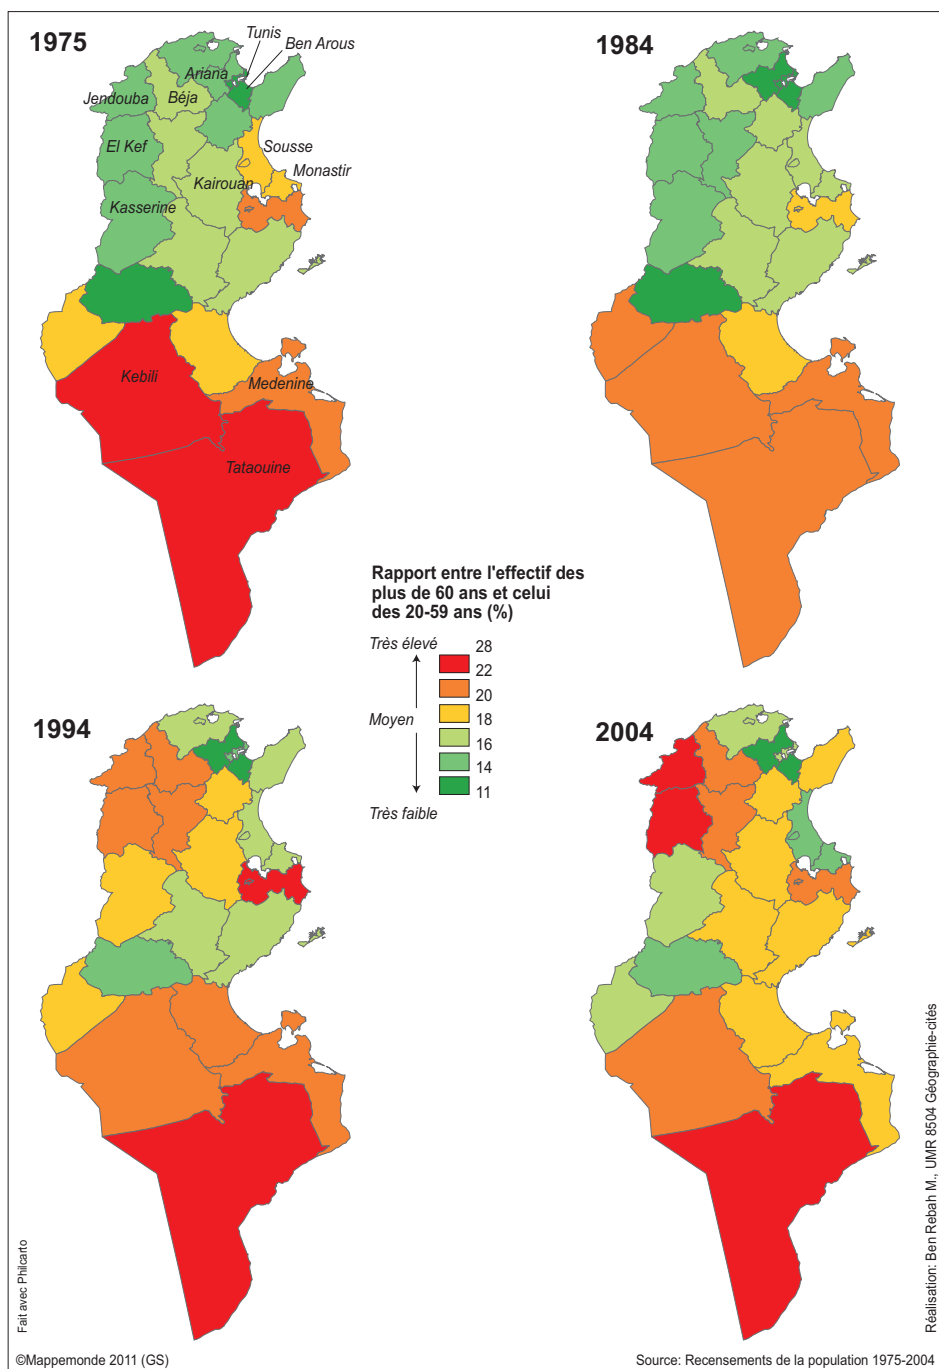 1975
Tunis
Ben Arous
Ariana
Jendouba
Béja
El Kef
Sousse
Monastir
Kairouan
Kasserine
Kebili
Medenine
Tataouine
1984
Rapport entre l'effectif des
plus de 60 ans et celui
des 20-59 ans (%)
Très élevé
28
22
20
Moyen
18
16
14
11
Très faible
1994
2004
Fait avec Philcarto
Réalisation: Ben Rebah M., UMR 8504 Géographie-cités
©Mappemonde 2011 (GS)
Source: Recensements de la population 1975-2004